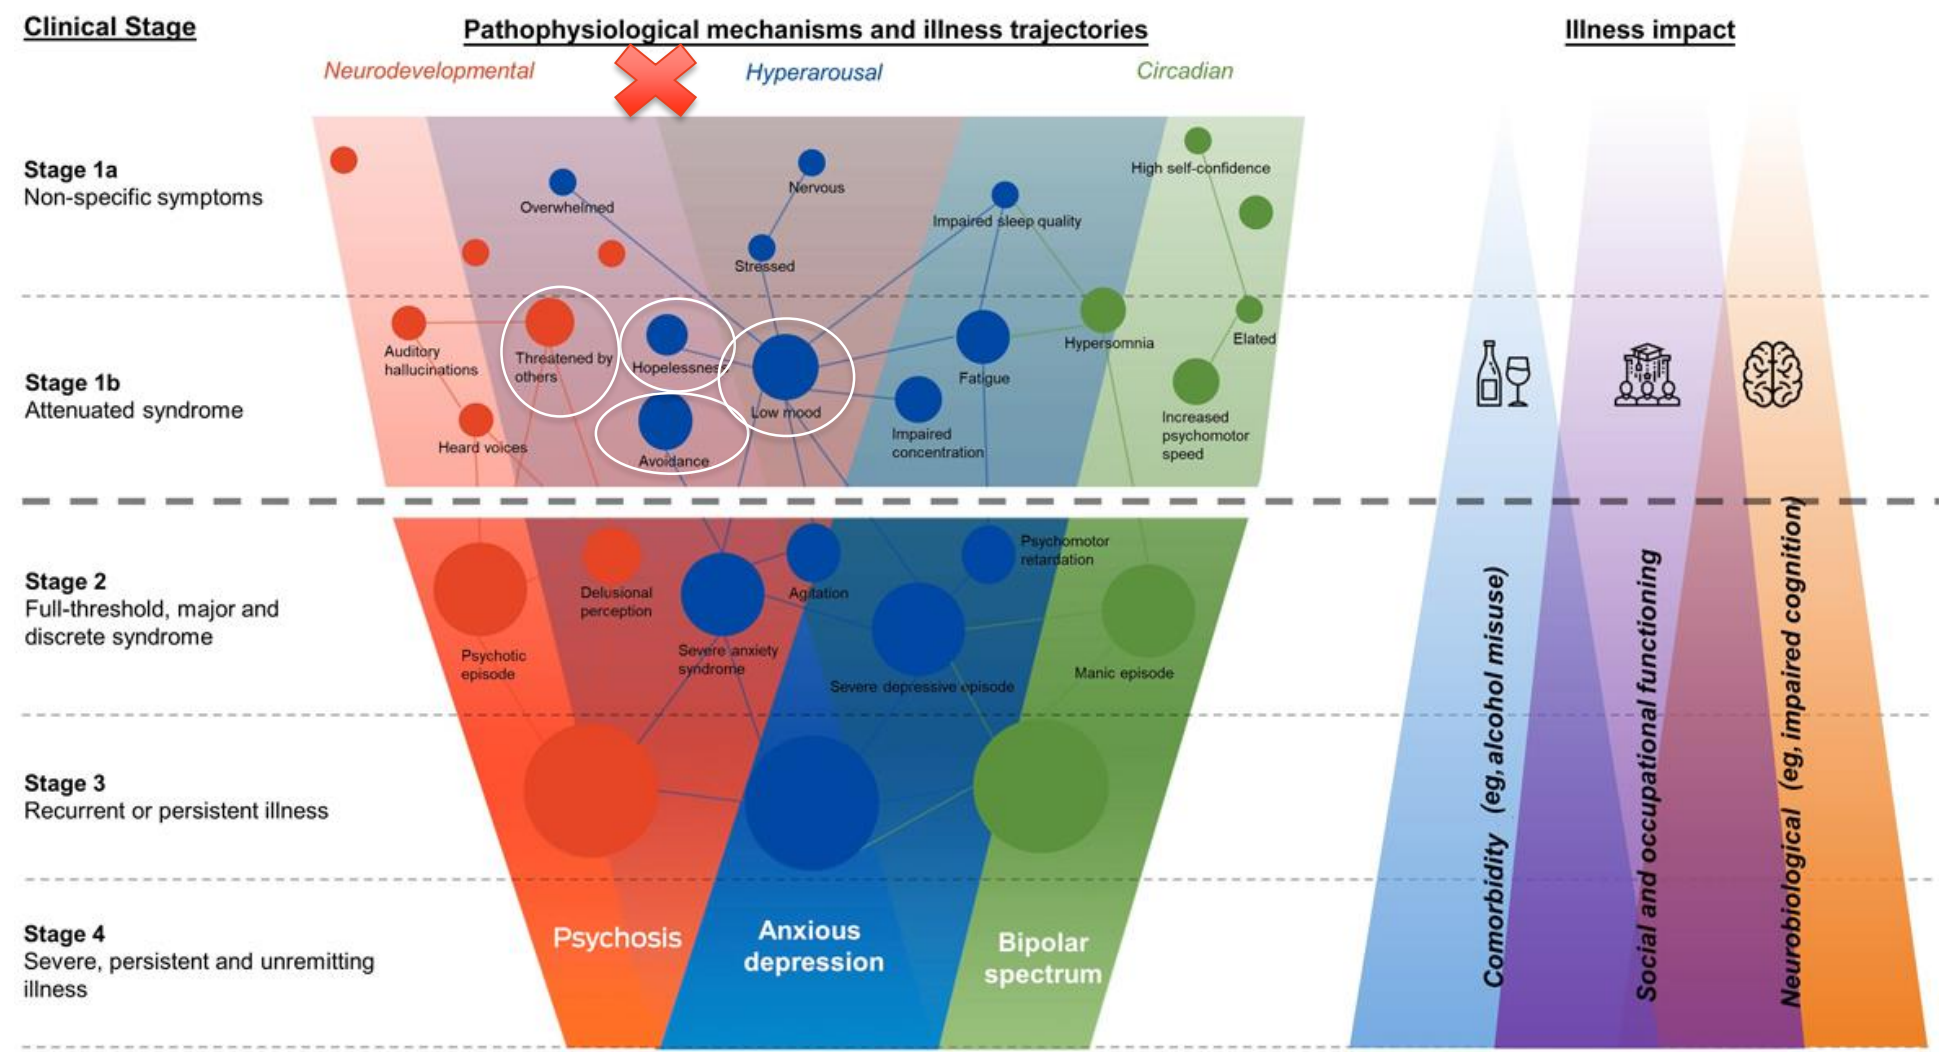 Clinical Stage
Pathophysiological mechanisms and illness trajectories
Illness impact
Neurodevelopmental
Hyperarousal
Circadian
Stage 1a
Non-specific symptoms
Overwhelmed
Nervous
Stressed
Impaired sleep quality
High self-confidence
Stage 1b
Attenuated syndrome
Auditory
hallucinations
Threatened by
others
Hopelessness
Heard voices
Avoidance
Low mood
Fatigue
Impaired
concentration
Hypersomnia
Elated
Increased
psychomotor
speed
Stage 2
Full-threshold, major and
discrete syndrome
Psychotic
episode
Delusional
perception
Severe anxiety
syndrome
Agitation
Severe depressive episode
Psychomotor
retardation
Manic episode
Stage 3
Recurrent or persistent illness
Stage 4
Severe, persistent and unremitting
illness
Psychosis
Anxious
depression
Bipolar
spectrum
Comorbidity (eg, alcohol misuse)
Social and occupational functioning
Neurobiological (eg, impaired cognition)